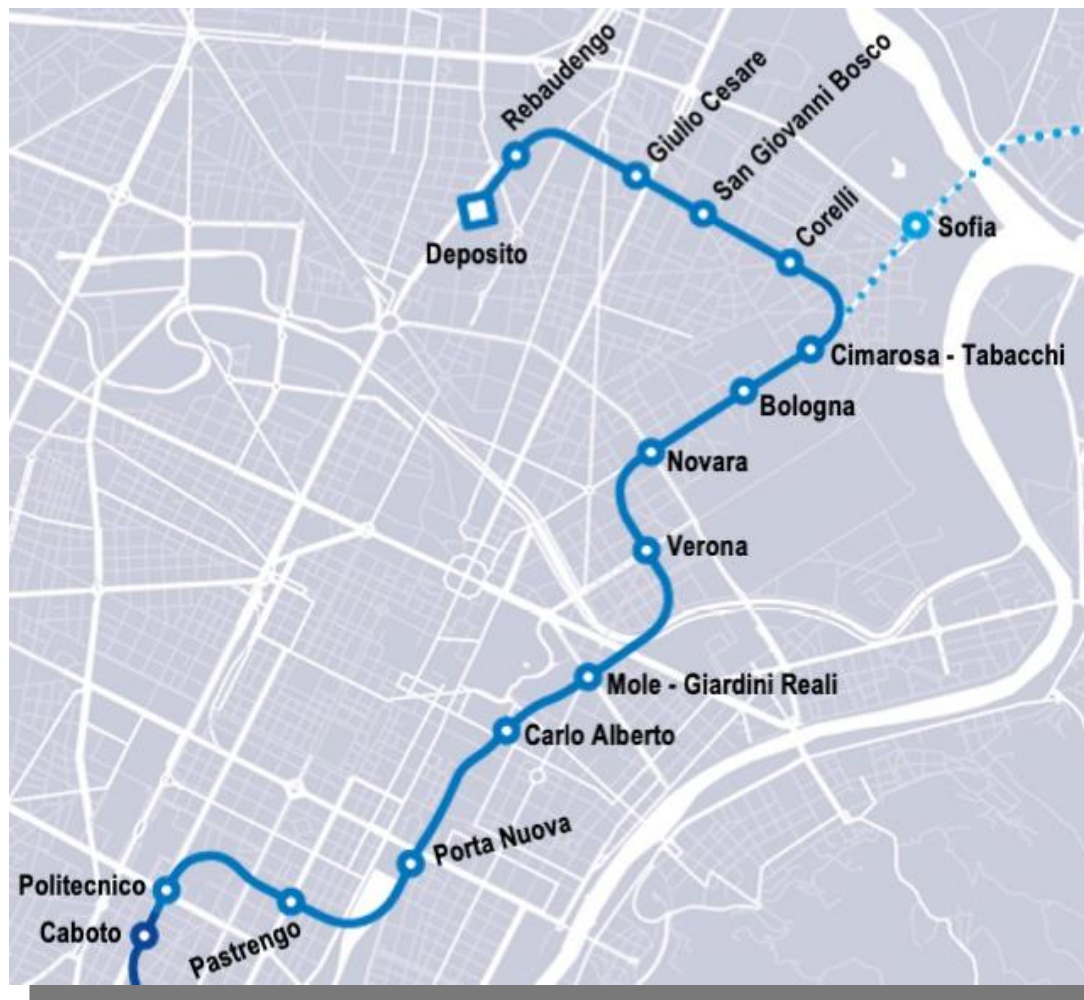 Rebaudengo
Giulio Cesare
San Giovanni Bosco
Corelli
Deposito
Sofia
Cimarosa - Tabacchi
Bologna
Novara
Verona
Mole - Giardini Reali
Carlo Alberto
Porta Nuova
Politecnico
Caboto
Pastrengo